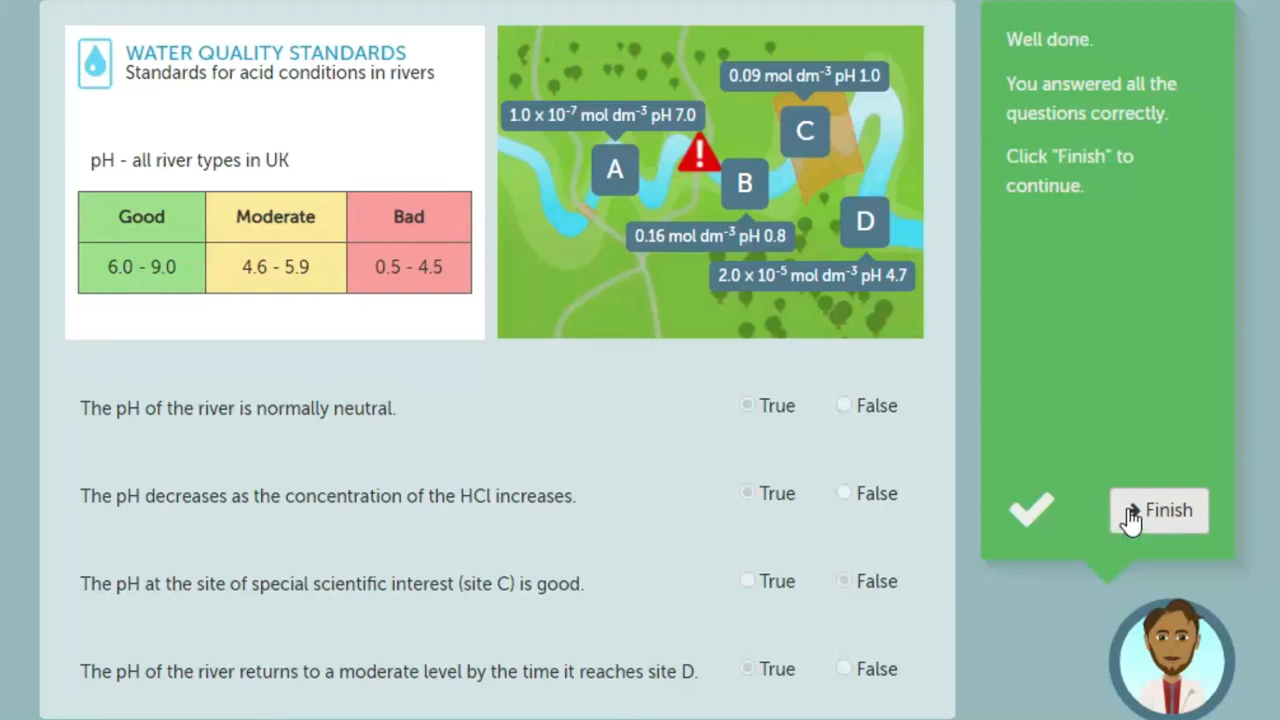 WATER QUALITY STANDARDS
Standards for acid conditions in rivers
pH - all river types in UK
Good Moderate Bad
6.0 - 9.0 4.6 - 5.9 0.5 - 4.5
0.09 mol dm⁻³ pH 1.0
1.0 x 10⁻⁷ mol dm⁻³ pH 7.0
C
A
B
0.16 mol dm⁻³ pH 0.8
D
2.0 x 10⁻⁵ mol dm⁻³ pH 4.7
The pH of the river is normally neutral. True False
The pH decreases as the concentration of the HCl increases. True False
The pH at the site of special scientific interest (site C) is good. True False
The pH of the river returns to a moderate level by the time it reaches site D. True False
Well done.
You answered all the
questions correctly.
Click "Finish" to
continue.
Finish